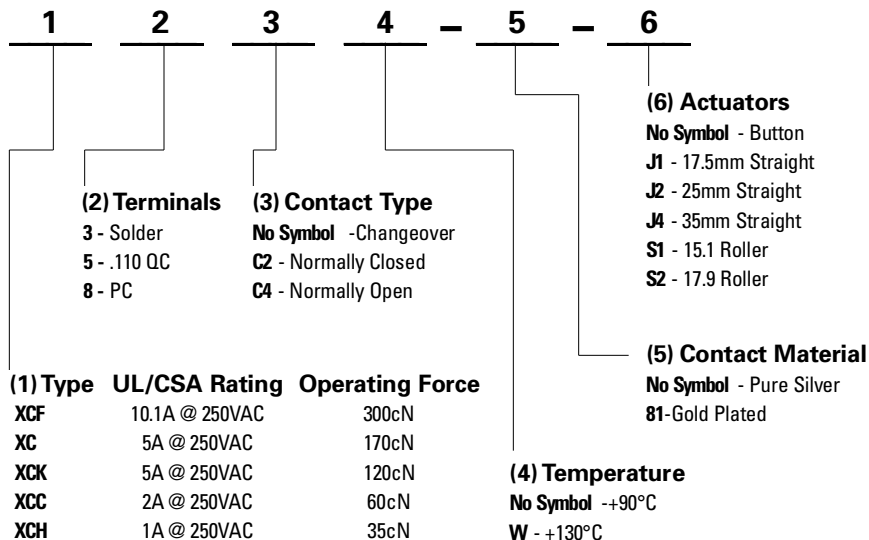 1 2 3 4 – 5 – 6
(6) Actuators
No Symbol - Button
J1 - 17.5mm Straight
J2 - 25mm Straight
J4 - 35mm Straight
S1 - 15.1 Roller
S2 - 17.9 Roller
(2) Terminals
3 - Solder
5 - .110 QC
8 - PC
(3) Contact Type
No Symbol -Changeover
C2 - Normally Closed
C4 - Normally Open
(5) Contact Material
No Symbol - Pure Silver
81-Gold Plated
(1) Type UL/CSA Rating Operating Force
XCF 10.1A @ 250VAC 300cN
XC 5A @ 250VAC 170cN
XCK 5A @ 250VAC 120cN
XCC 2A @ 250VAC 60cN
XCH 1A @ 250VAC 35cN
(4) Temperature
No Symbol -+90°C
W - +130°C